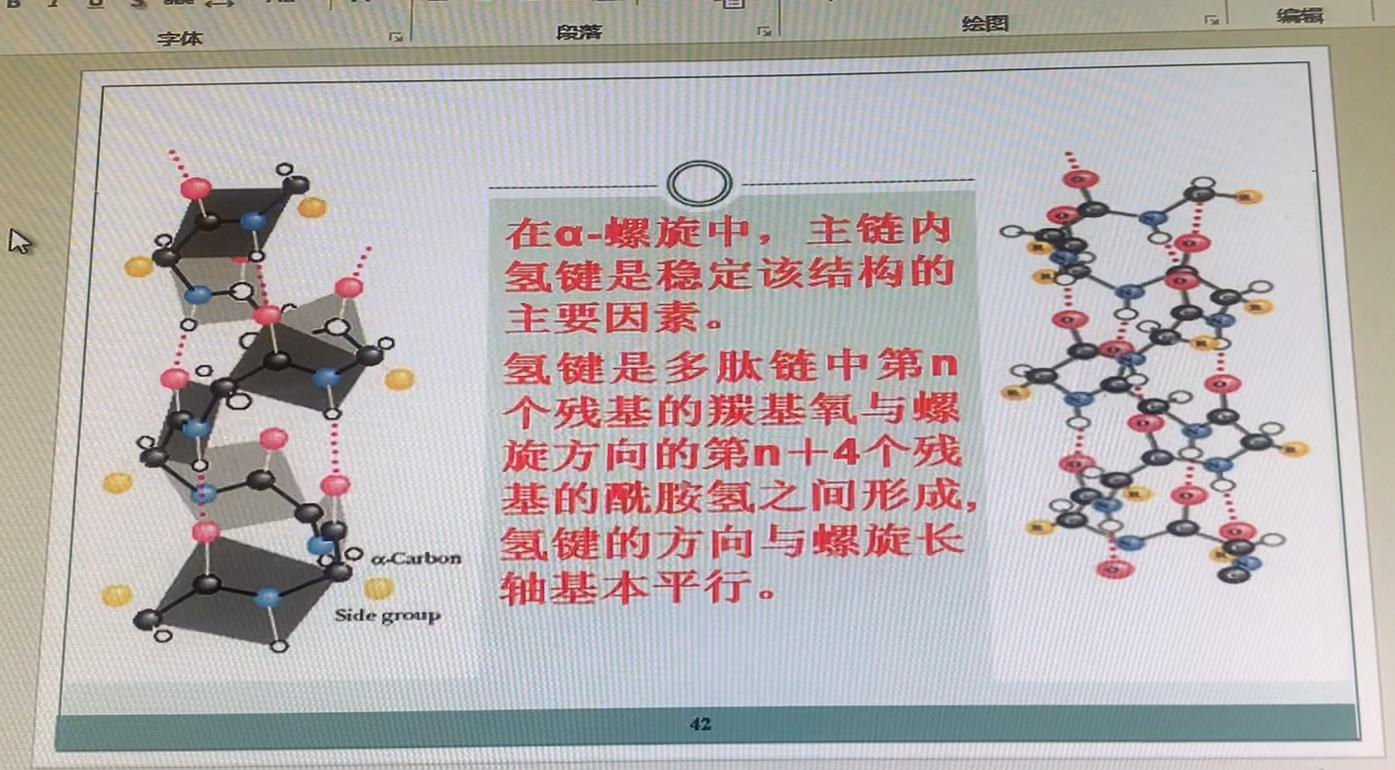 字体
段落
绘图
编辑
在α-螺旋中，主链内
氢键是稳定该结构的
主要因素。
氢键是多肽链中第n
个残基的羰基氧与螺
旋方向的第n＋4个残
基的酰胺氢之间形成,
氢键的方向与螺旋长
轴基本平行。
α-Carbon
Side group
42